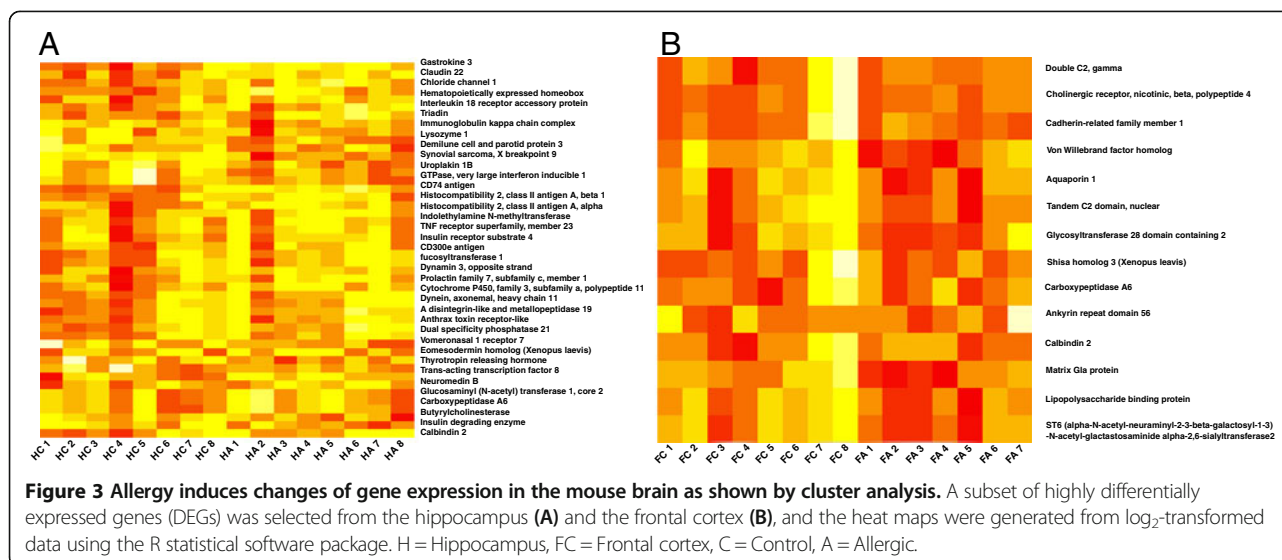 A
Gastrokine 3
Claudin 22
Chloride channel 1
Hematopoietically expressed homeobox
Interleukin 18 receptor accessory protein
Triadin
Immunoglobulin kappa chain complex
Lysozyme 1
Demilune cell and parotid protein 3
Synovial sarcoma, X breakpoint 9
Uroplakin 1B
GTPase, very large interferon inducible 1
CD74 antigen
Histocompatibility 2, class II antigen A, beta 1
Histocompatibility 2, class II antigen A, alpha
Indolethylamine N-methyltransferase
TNF receptor superfamily, member 23
Insulin receptor substrate 4
CD300e antigen
fucosyltransferase 1
Dynamin 3, opposite strand
Prolactin family 7, subfamily c, member 1
Cytochrome P450, family 3, subfamily a, polypeptide 11
Dynein, axonemal, heavy chain 11
A disintegrin-like and metallopeptidase 19
Anthrax toxin receptor-like
Dual specificity phosphatase 21
Vomeronasal 1 receptor 7
Eomesodermin homolog (Xenopus laevis)
Thyrotropin releasing hormone
Trans-acting transcription factor 8
Neuromedin B
Glucosaminyl (N-acetyl) transferase 1, core 2
Carboxypeptidase A6
Butyrylcholinesterase
Insulin degrading enzyme
Calbindin 2
HC 1 HC 2 HC 3 HC 4 HC 5 HC 6 HC 7 HC 8 HA 1 HA 2 HA 3 HA 4 HA 5 HA 6 HA 7 HA 8
B
Double C2, gamma
Cholinergic receptor, nicotinic, beta, polypeptide 4
Cadherin-related family member 1
Von Willebrand factor homolog
Aquaporin 1
Tandem C2 domain, nuclear
Glycosyltransferase 28 domain containing 2
Shisa homolog 3 (Xenopus leavis)
Carboxypeptidase A6
Ankyrin repeat domain 56
Calbindin 2
Matrix Gla protein
Lipopolysaccharide binding protein
ST6 (alpha-N-acetyl-neuraminyl-2-3-beta-galactosyl-1-3)
-N-acetyl-glactastosaminide alpha-2,6-sialyltransferase2
FC 1 FC 2 FC 3 FC 4 FC 5 FC 6 FC 7 FC 8 FA 1 FA 2 FA 3 FA 4 FA 5 FA 6 FA 7
Figure 3 Allergy induces changes of gene expression in the mouse brain as shown by cluster analysis. A subset of highly differentially
expressed genes (DEGs) was selected from the hippocampus (A) and the frontal cortex (B), and the heat maps were generated from log2-transformed
data using the R statistical software package. H = Hippocampus, FC = Frontal cortex, C = Control, A = Allergic.